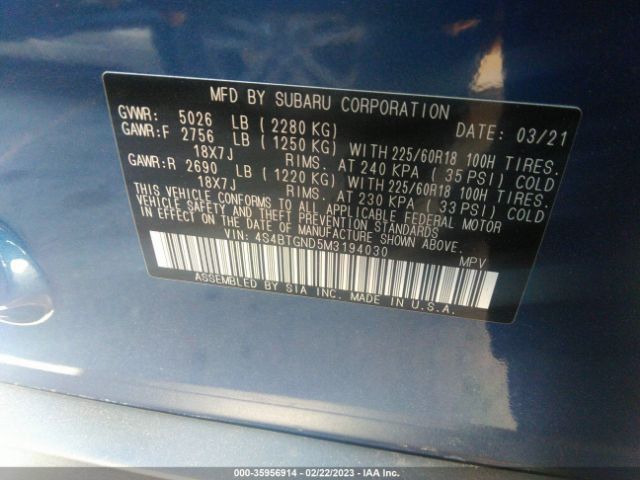 MFD BY SUBARU CORPORATION
GVWR: 5026 LB (2280 KG) DATE: 03/21
GAWR:F 2756 LB (1250 KG) WITH 225/60R18 100H TIRES.
18X7J RIMS. AT 240 KPA (35 PSI) COLD
GAWR:R 2690 LB (1220 KG) WITH 225/60R18 100H TIRES.
18X7J RIMS. AT 230 KPA (33 PSI) COLD
THIS VEHICLE CONFORMS TO ALL APPLICABLE FEDERAL MOTOR
VEHICLE SAFETY, BUMPER, AND THEFT PREVENTION STANDARDS
IN EFFECT ON THE DATE OF MANUFACTURE SHOWN ABOVE.
VIN: 4S4BTGND5M3194030 MPV
ASSEMBLED BY SIA INC. MADE IN U.S.A.
000-35956914 - 02/22/2023 - IAA Inc.